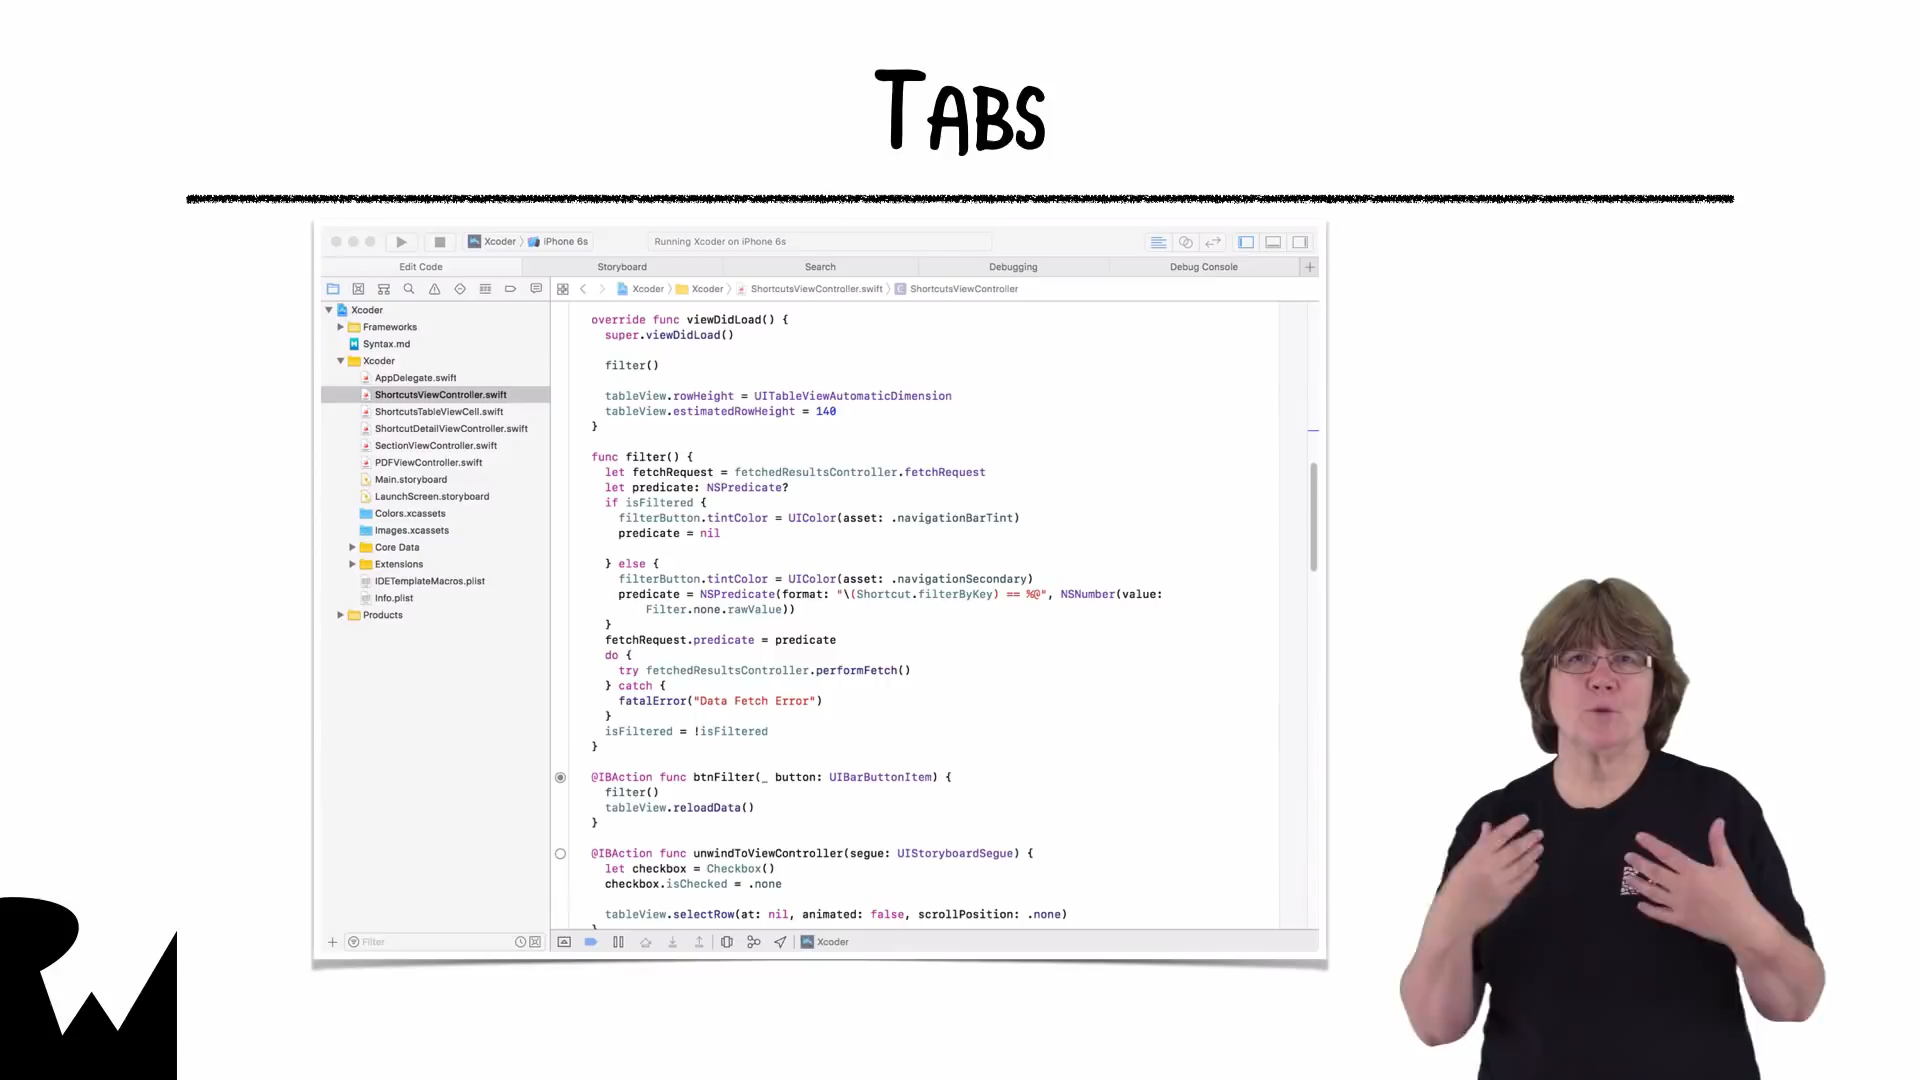 TABS
Xcoder iPhone 6s Running Xcoder on iPhone 6s
Edit Code Storyboard Search Debugging Debug Console
Xcoder Xcoder ShortcutsViewController.swift C ShortcutsViewController
Xcoder
Frameworks
Syntax.md
Xcoder
AppDelegate.swift
ShortcutsViewController.swift
ShortcutsTableViewCell.swift
ShortcutDetailViewController.swift
SectionViewController.swift
PDFViewController.swift
Main.storyboard
LaunchScreen.storyboard
Colors.xcassets
Images.xcassets
Core Data
Extensions
IDETemplateMacros.plist
Info.plist
Products
Filter
override func viewDidLoad() {
super.viewDidLoad()
filter()
tableView.rowHeight = UITableViewAutomaticDimension
tableView.estimatedRowHeight = 140
}
func filter() {
let fetchRequest = fetchedResultsController.fetchRequest
let predicate: NSPredicate?
if isFiltered {
filterButton.tintColor = UIColor(asset: .navigationBarTint)
predicate = nil
} else {
filterButton.tintColor = UIColor(asset: .navigationSecondary)
predicate = NSPredicate(format: "\(Shortcut.filterByKey) == %@", NSNumber(value:
Filter.none.rawValue))
}
fetchRequest.predicate = predicate
do {
try fetchedResultsController.performFetch()
} catch {
fatalError("Data Fetch Error")
}
isFiltered = !isFiltered
}
@IBAction func btnFilter(_ button: UIBarButtonItem) {
filter()
tableView.reloadData()
}
@IBAction func unwindToViewController(segue: UIStoryboardSegue) {
let checkbox = Checkbox()
checkbox.isChecked = .none
tableView.selectRow(at: nil, animated: false, scrollPosition: .none)
}
Xcoder